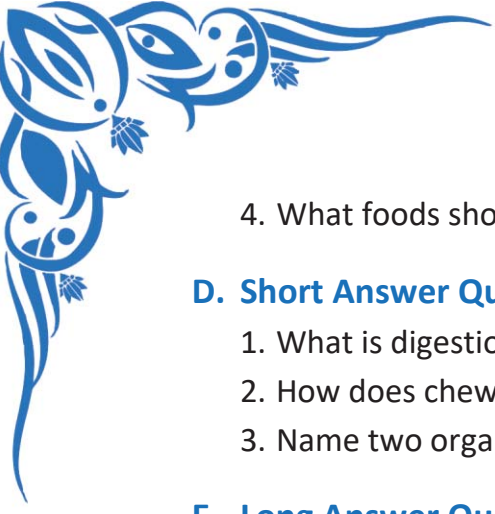 4. What foods sho
D. Short Answer Qu
1. What is digestio
2. How does chew
3. Name two orga
E. Long Answer Qu